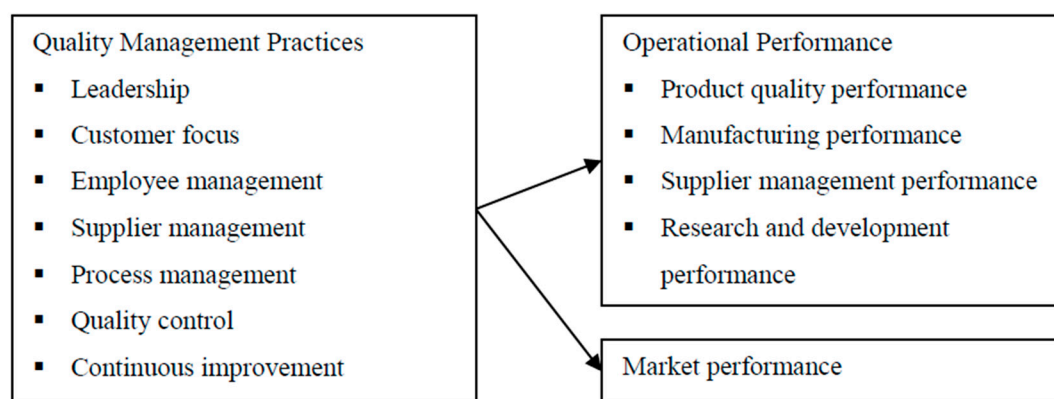 Quality Management Practices
▪ Leadership
▪ Customer focus
▪ Employee management
▪ Supplier management
▪ Process management
▪ Quality control
▪ Continuous improvement
Operational Performance
▪ Product quality performance
▪ Manufacturing performance
▪ Supplier management performance
▪ Research and development
performance
Market performance